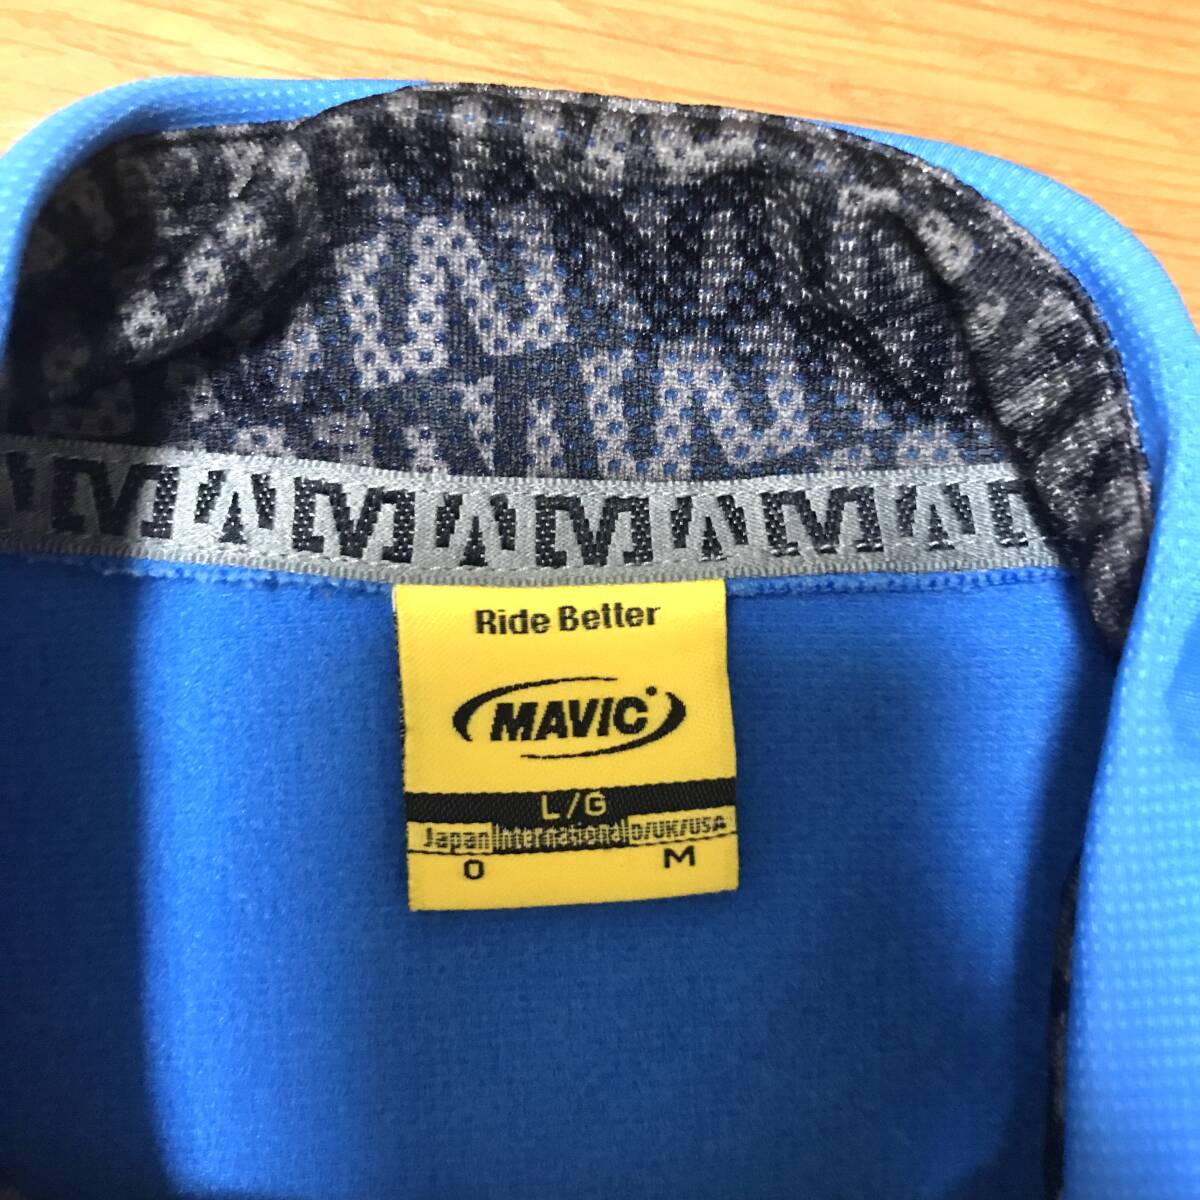 Ride Better
MAVIC
L/G
Japan International D/UK/USA
O M